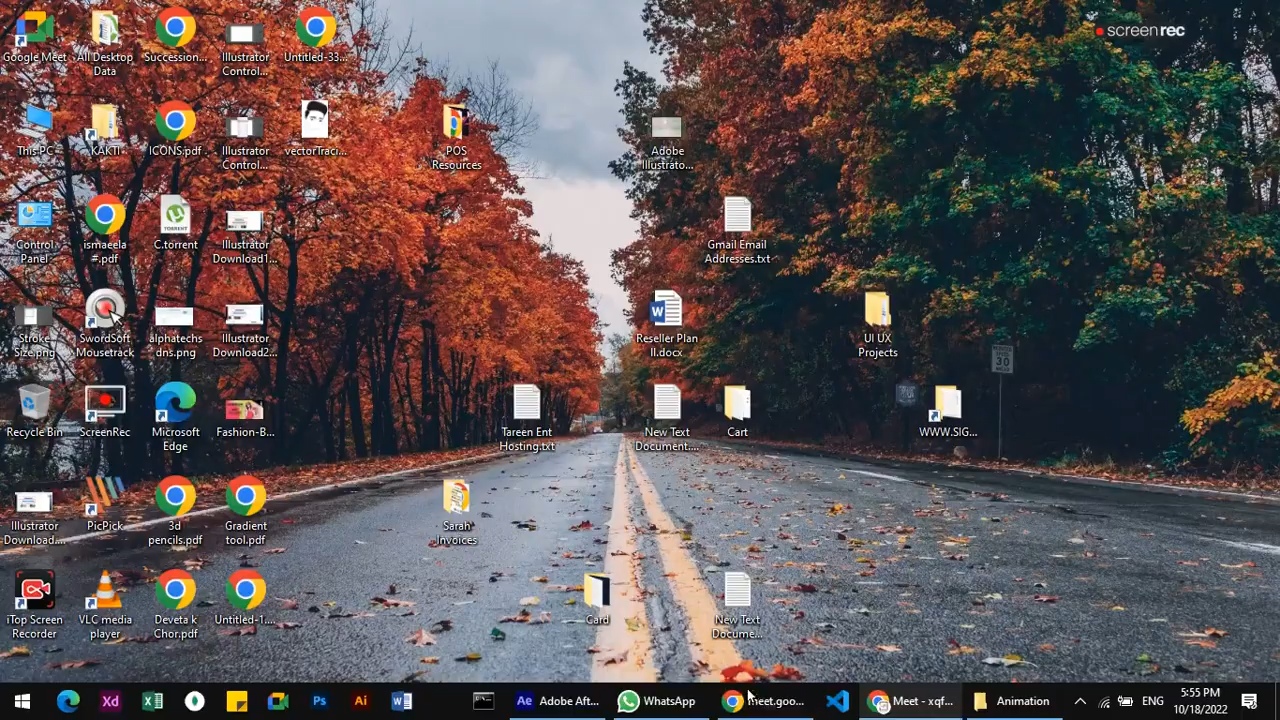 screenrec
Google Meet
All Desktop
Data
Succession...
Illustrator
Control...
Untitled-33...
This PC
KAKTI
ICONS.pdf
Illustrator
Control...
vectorTraci...
POS
Resources
Adobe
Illustrato...
Control
Panel
ismaeela
#.pdf
C.torrent
Illustrator
Download1...
Gmail Email
Addresses.txt
Stroke
Size.png
SwordSoft
Mousetrack
alphatechs
dns.png
Illustrator
Download2...
Reseller Plan
II.docx
UI UX
Projects
Recycle Bin
ScreenRec
Microsoft
Edge
Fashion-B...
Tareen Ent
Hosting.txt
New Text
Document....
Cart
WWW.SIG...
Illustrator
Download....
PicPick
3d
pencils.pdf
Gradient
tool.pdf
Sarah
Invoices
iTop Screen
Recorder
VLC media
player
Deveta k
Chor.pdf
Untitled-1....
Card
New Text
Docume...
Adobe Aft...
WhatsApp
meet.goo...
Meet - xqf...
Animation
ENG
5:55 PM
10/18/2022